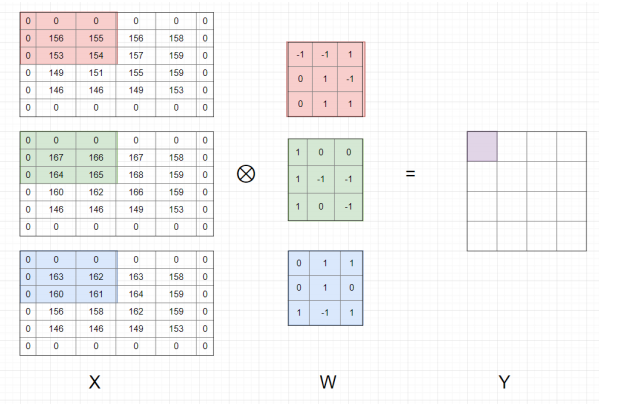 0 0 0 0 0 0
0 156 155 156 158 0
0 153 154 157 159 0
0 149 151 155 159 0
0 146 146 149 153 0
0 0 0 0 0 0
-1 -1 1
0 1 -1
0 1 1
0 0 0 0 0 0
0 167 166 167 158 0
0 164 165 168 159 0
0 160 162 166 159 0
0 146 146 149 153 0
0 0 0 0 0 0
⊗
1 0 0
1 -1 -1
1 0 -1
=
0 0 0 0 0 0
0 163 162 163 158 0
0 160 161 164 159 0
0 156 158 162 159 0
0 146 146 149 153 0
0 0 0 0 0 0
0 1 1
0 1 0
1 -1 1
X W Y